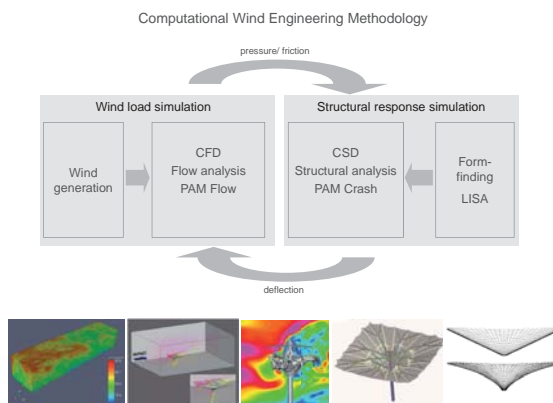 Computational Wind Engineering Methodology
pressure/ friction
Wind load simulation
Structural response simulation
Wind
generation
CFD
Flow analysis
PAM Flow
CSD
Structural analysis
PAM Crash
Form-
finding
LISA
deflection